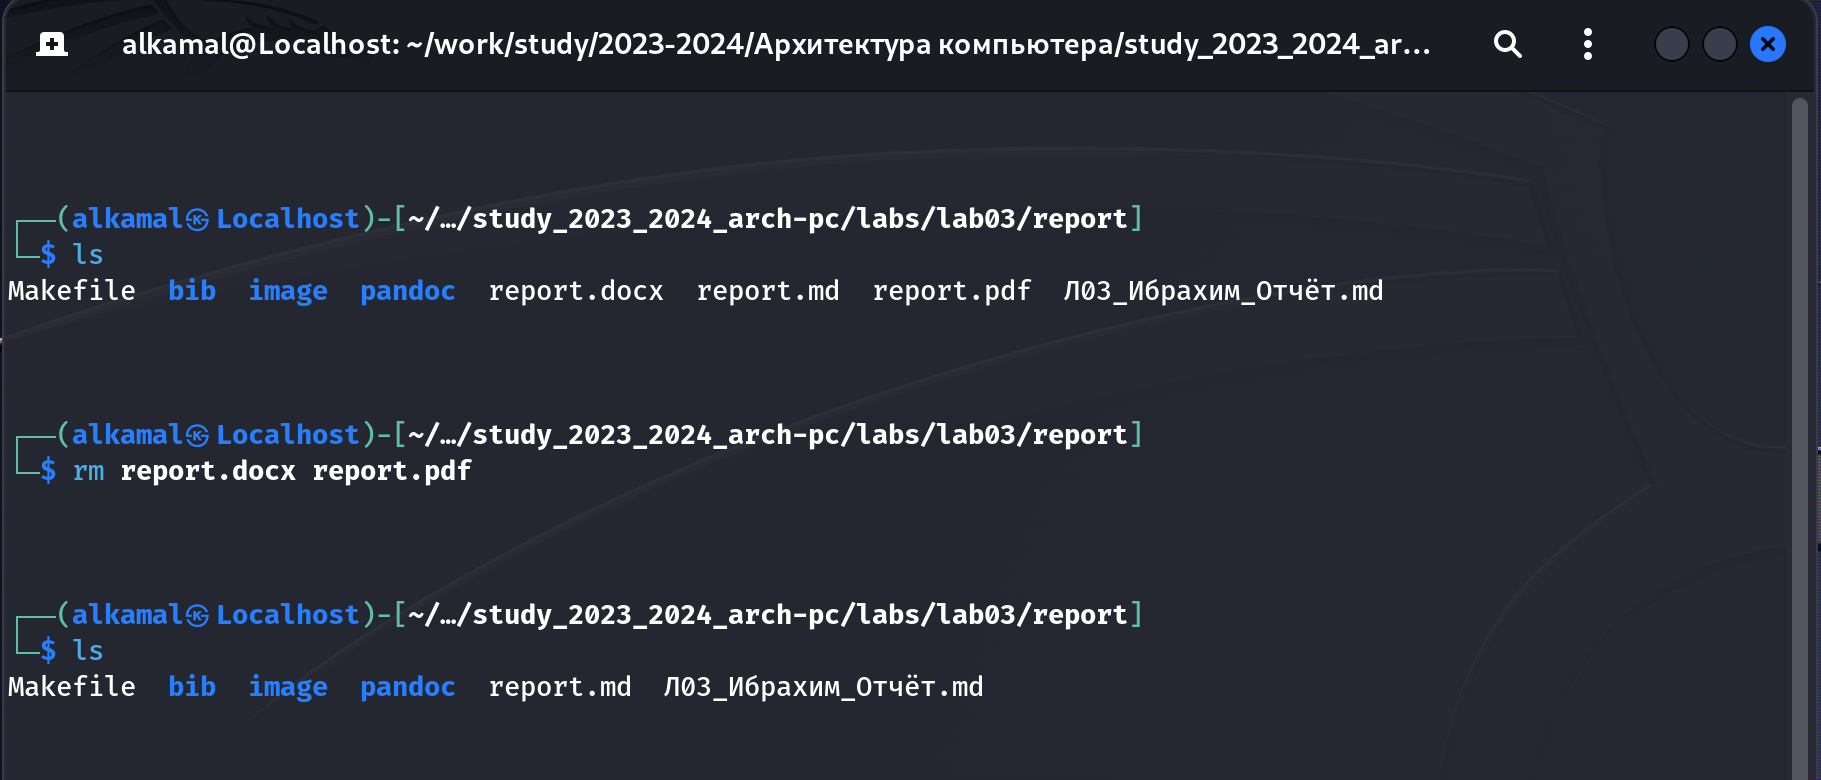 alkamal@Localhost: ~/work/study/2023-2024/Архитектура компьютера/study_2023_2024_ar…
┌──(alkamal㉿Localhost)-[~/…/study_2023_2024_arch-pc/labs/lab03/report]
└─$ ls
Makefile  bib  image  pandoc  report.docx  report.md  report.pdf  Л03_Ибрахим_Отчёт.md
┌──(alkamal㉿Localhost)-[~/…/study_2023_2024_arch-pc/labs/lab03/report]
└─$ rm report.docx report.pdf
┌──(alkamal㉿Localhost)-[~/…/study_2023_2024_arch-pc/labs/lab03/report]
└─$ ls
Makefile  bib  image  pandoc  report.md  Л03_Ибрахим_Отчёт.md